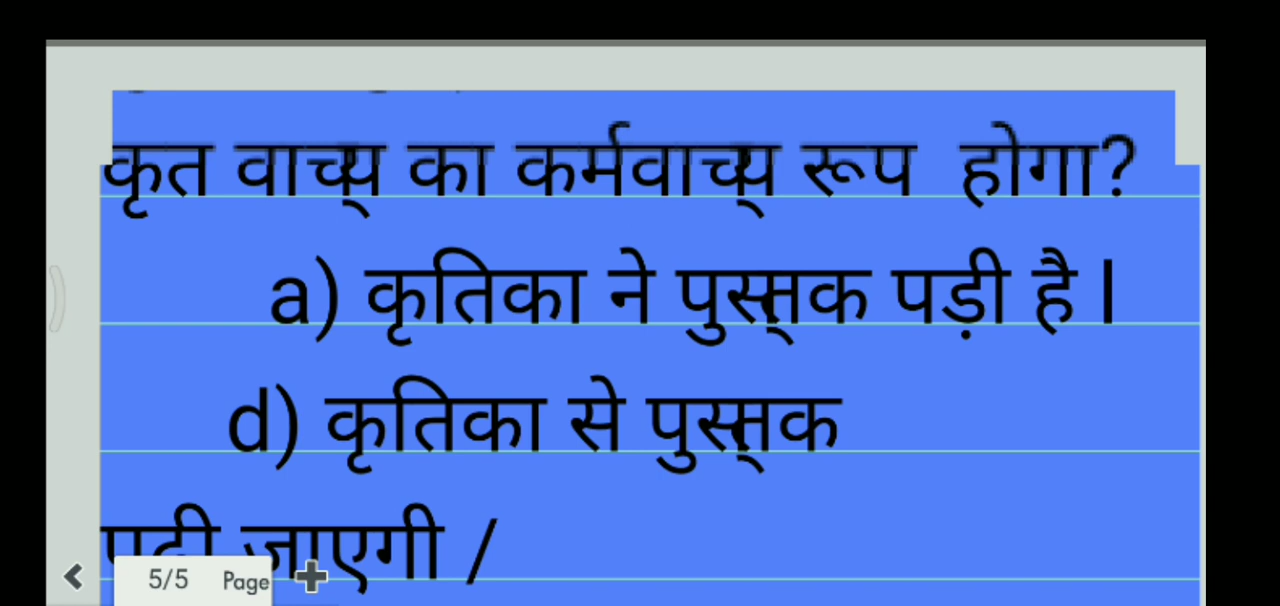 कृत वाच्य् का कर्मवाच्य् रूप होगा?
a) कृतिका ने पुस्त्तक पड़ी है l
d) कृतिका से पुस्त्तक
पढी जाएगी /
5/5 Page